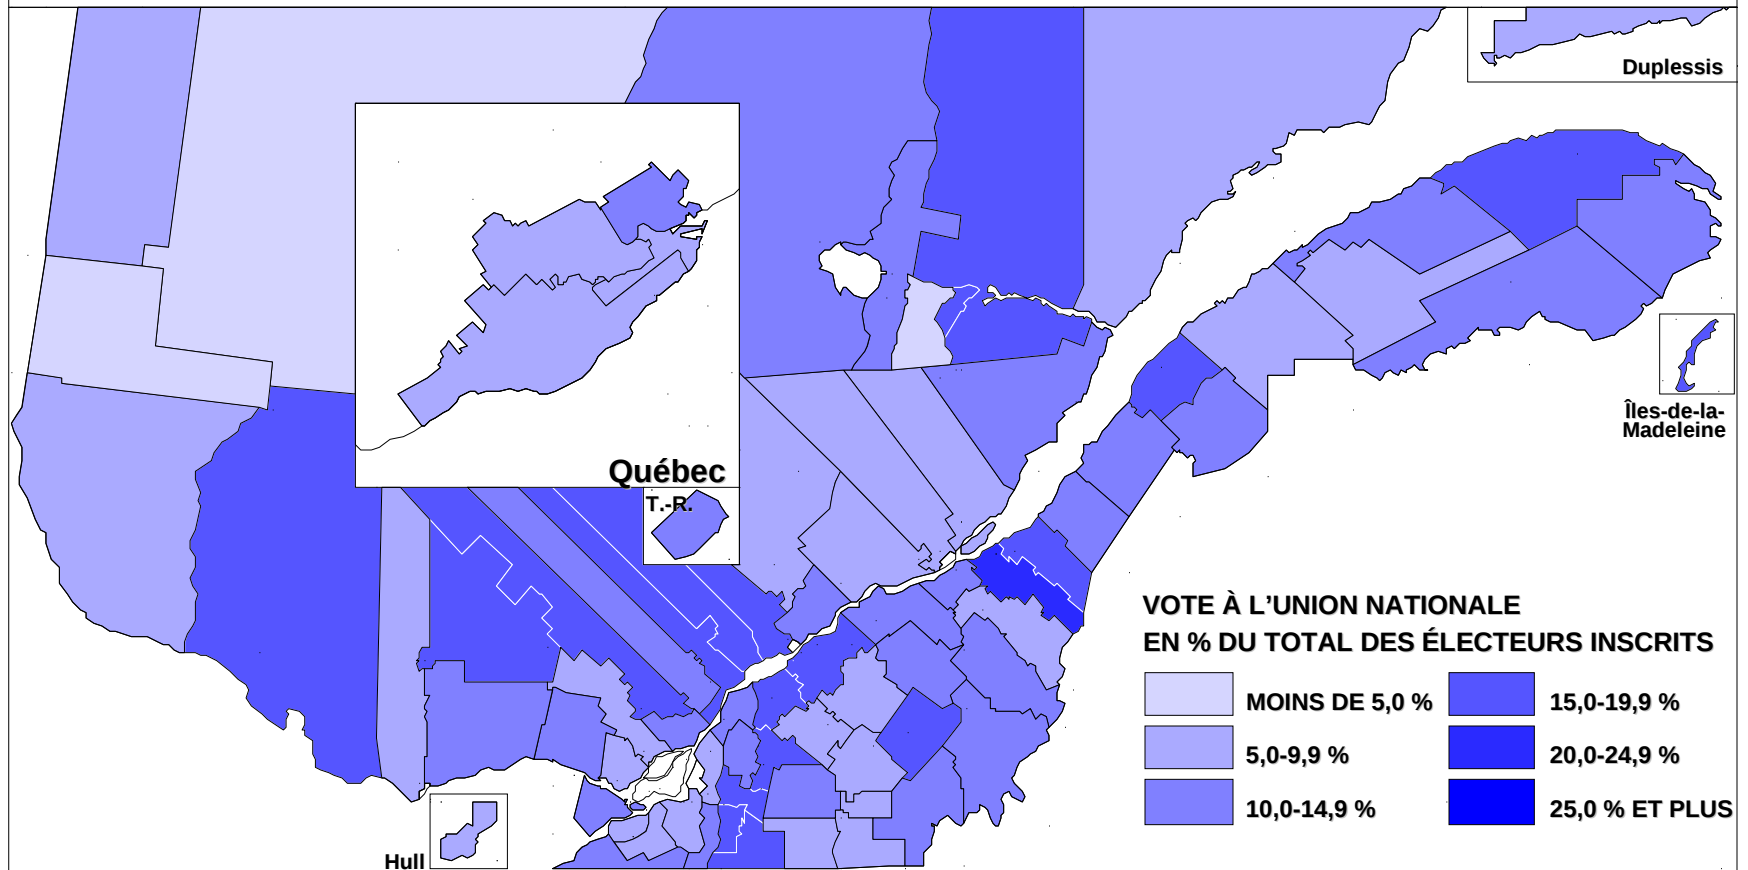 Duplessis
Îles-de-la-
Madeleine
Québec
T.-R.
VOTE À L’UNION NATIONALE
EN % DU TOTAL DES ÉLECTEURS INSCRITS
MOINS DE 5,0 %
15,0-19,9 %
5,0-9,9 %
20,0-24,9 %
10,0-14,9 %
25,0 % ET PLUS
Hull